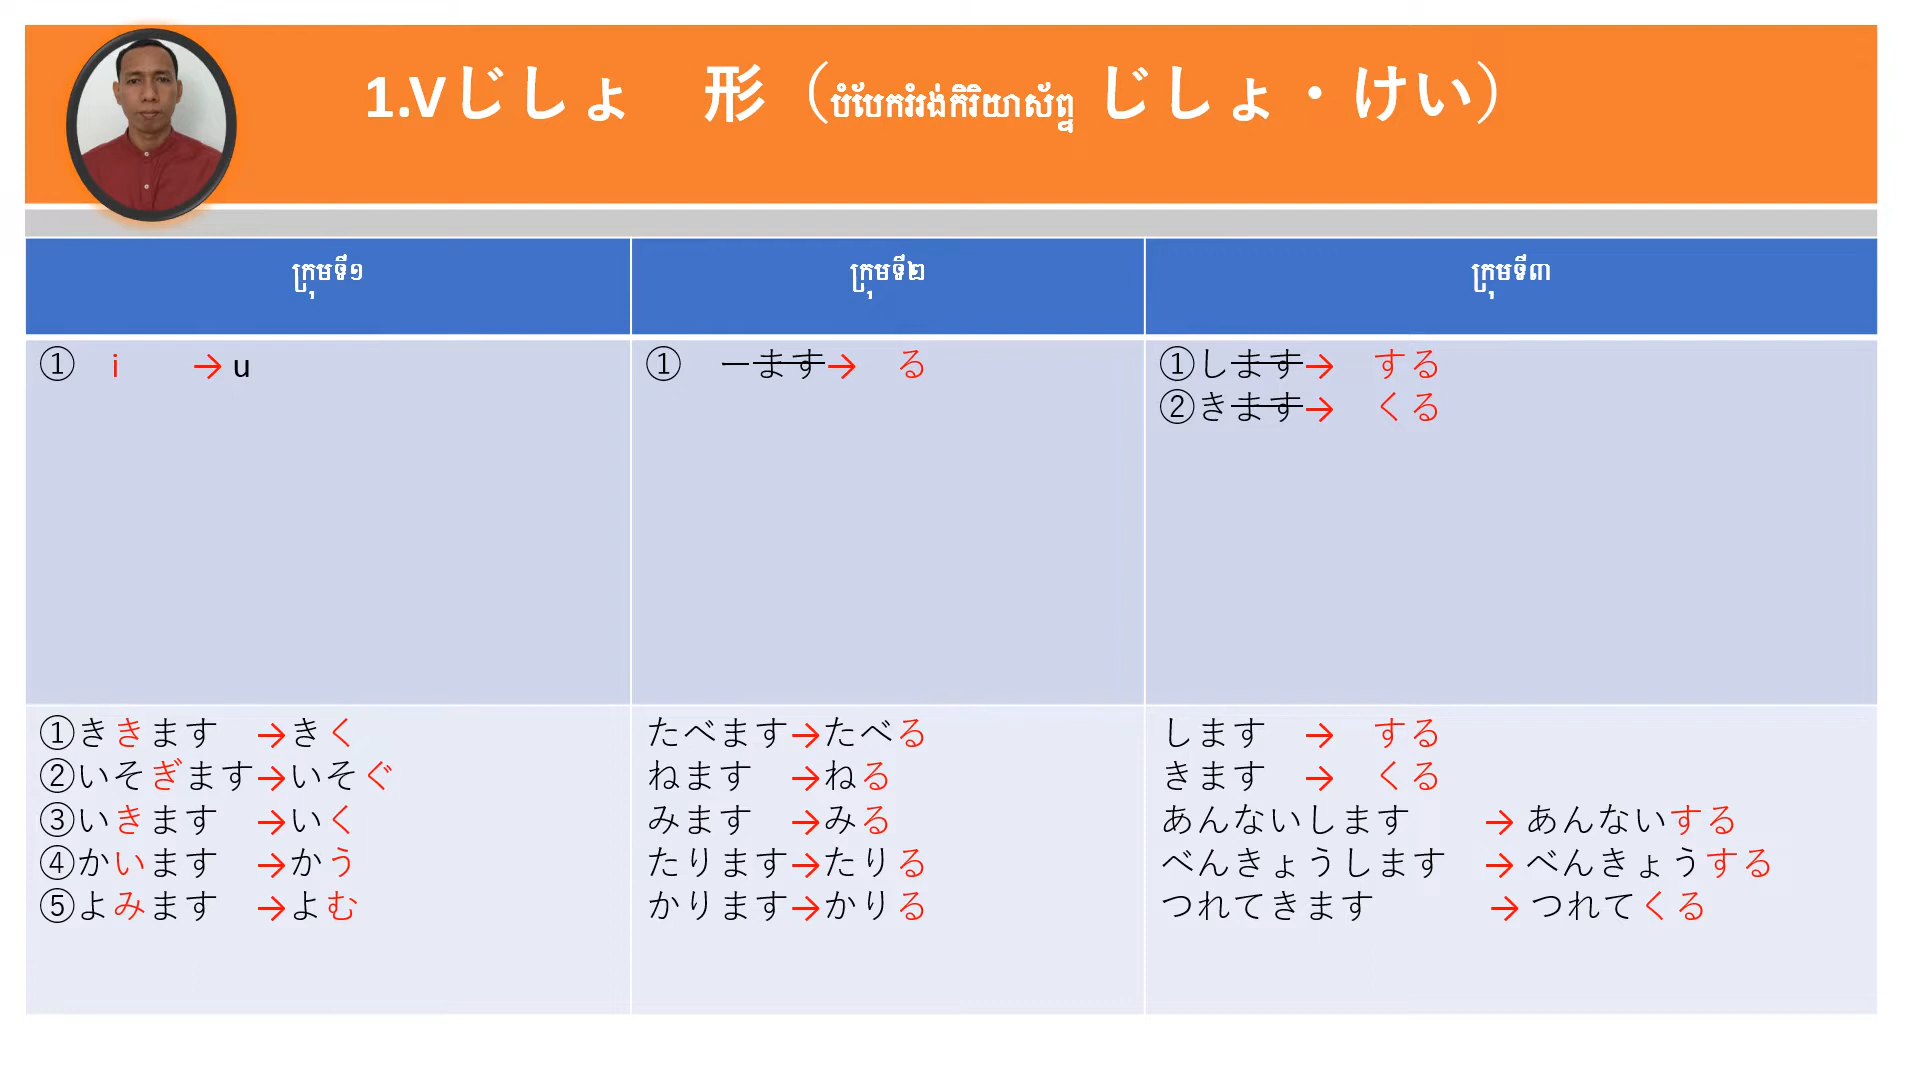 1.Vじしょ　形（បំបែករំរង់កិរិយាស័ព្ទ じしょ・けい）
ក្រុមទី១
ក្រុមទី២
ក្រុមទី៣
①　i　　→ u
①　ーます→　る
①します→　する
②きます→　くる
①ききます　→きく
②いそぎます→いそぐ
③いきます　→いく
④かいます　→かう
⑤よみます　→よむ
たべます→たべる
ねます　→ねる
みます　→みる
たります→たりる
かります→かりる
します　→　する
きます　→　くる
あんないします　　→ あんないする
べんきょうします　→ べんきょうする
つれてきます　　　→ つれてくる